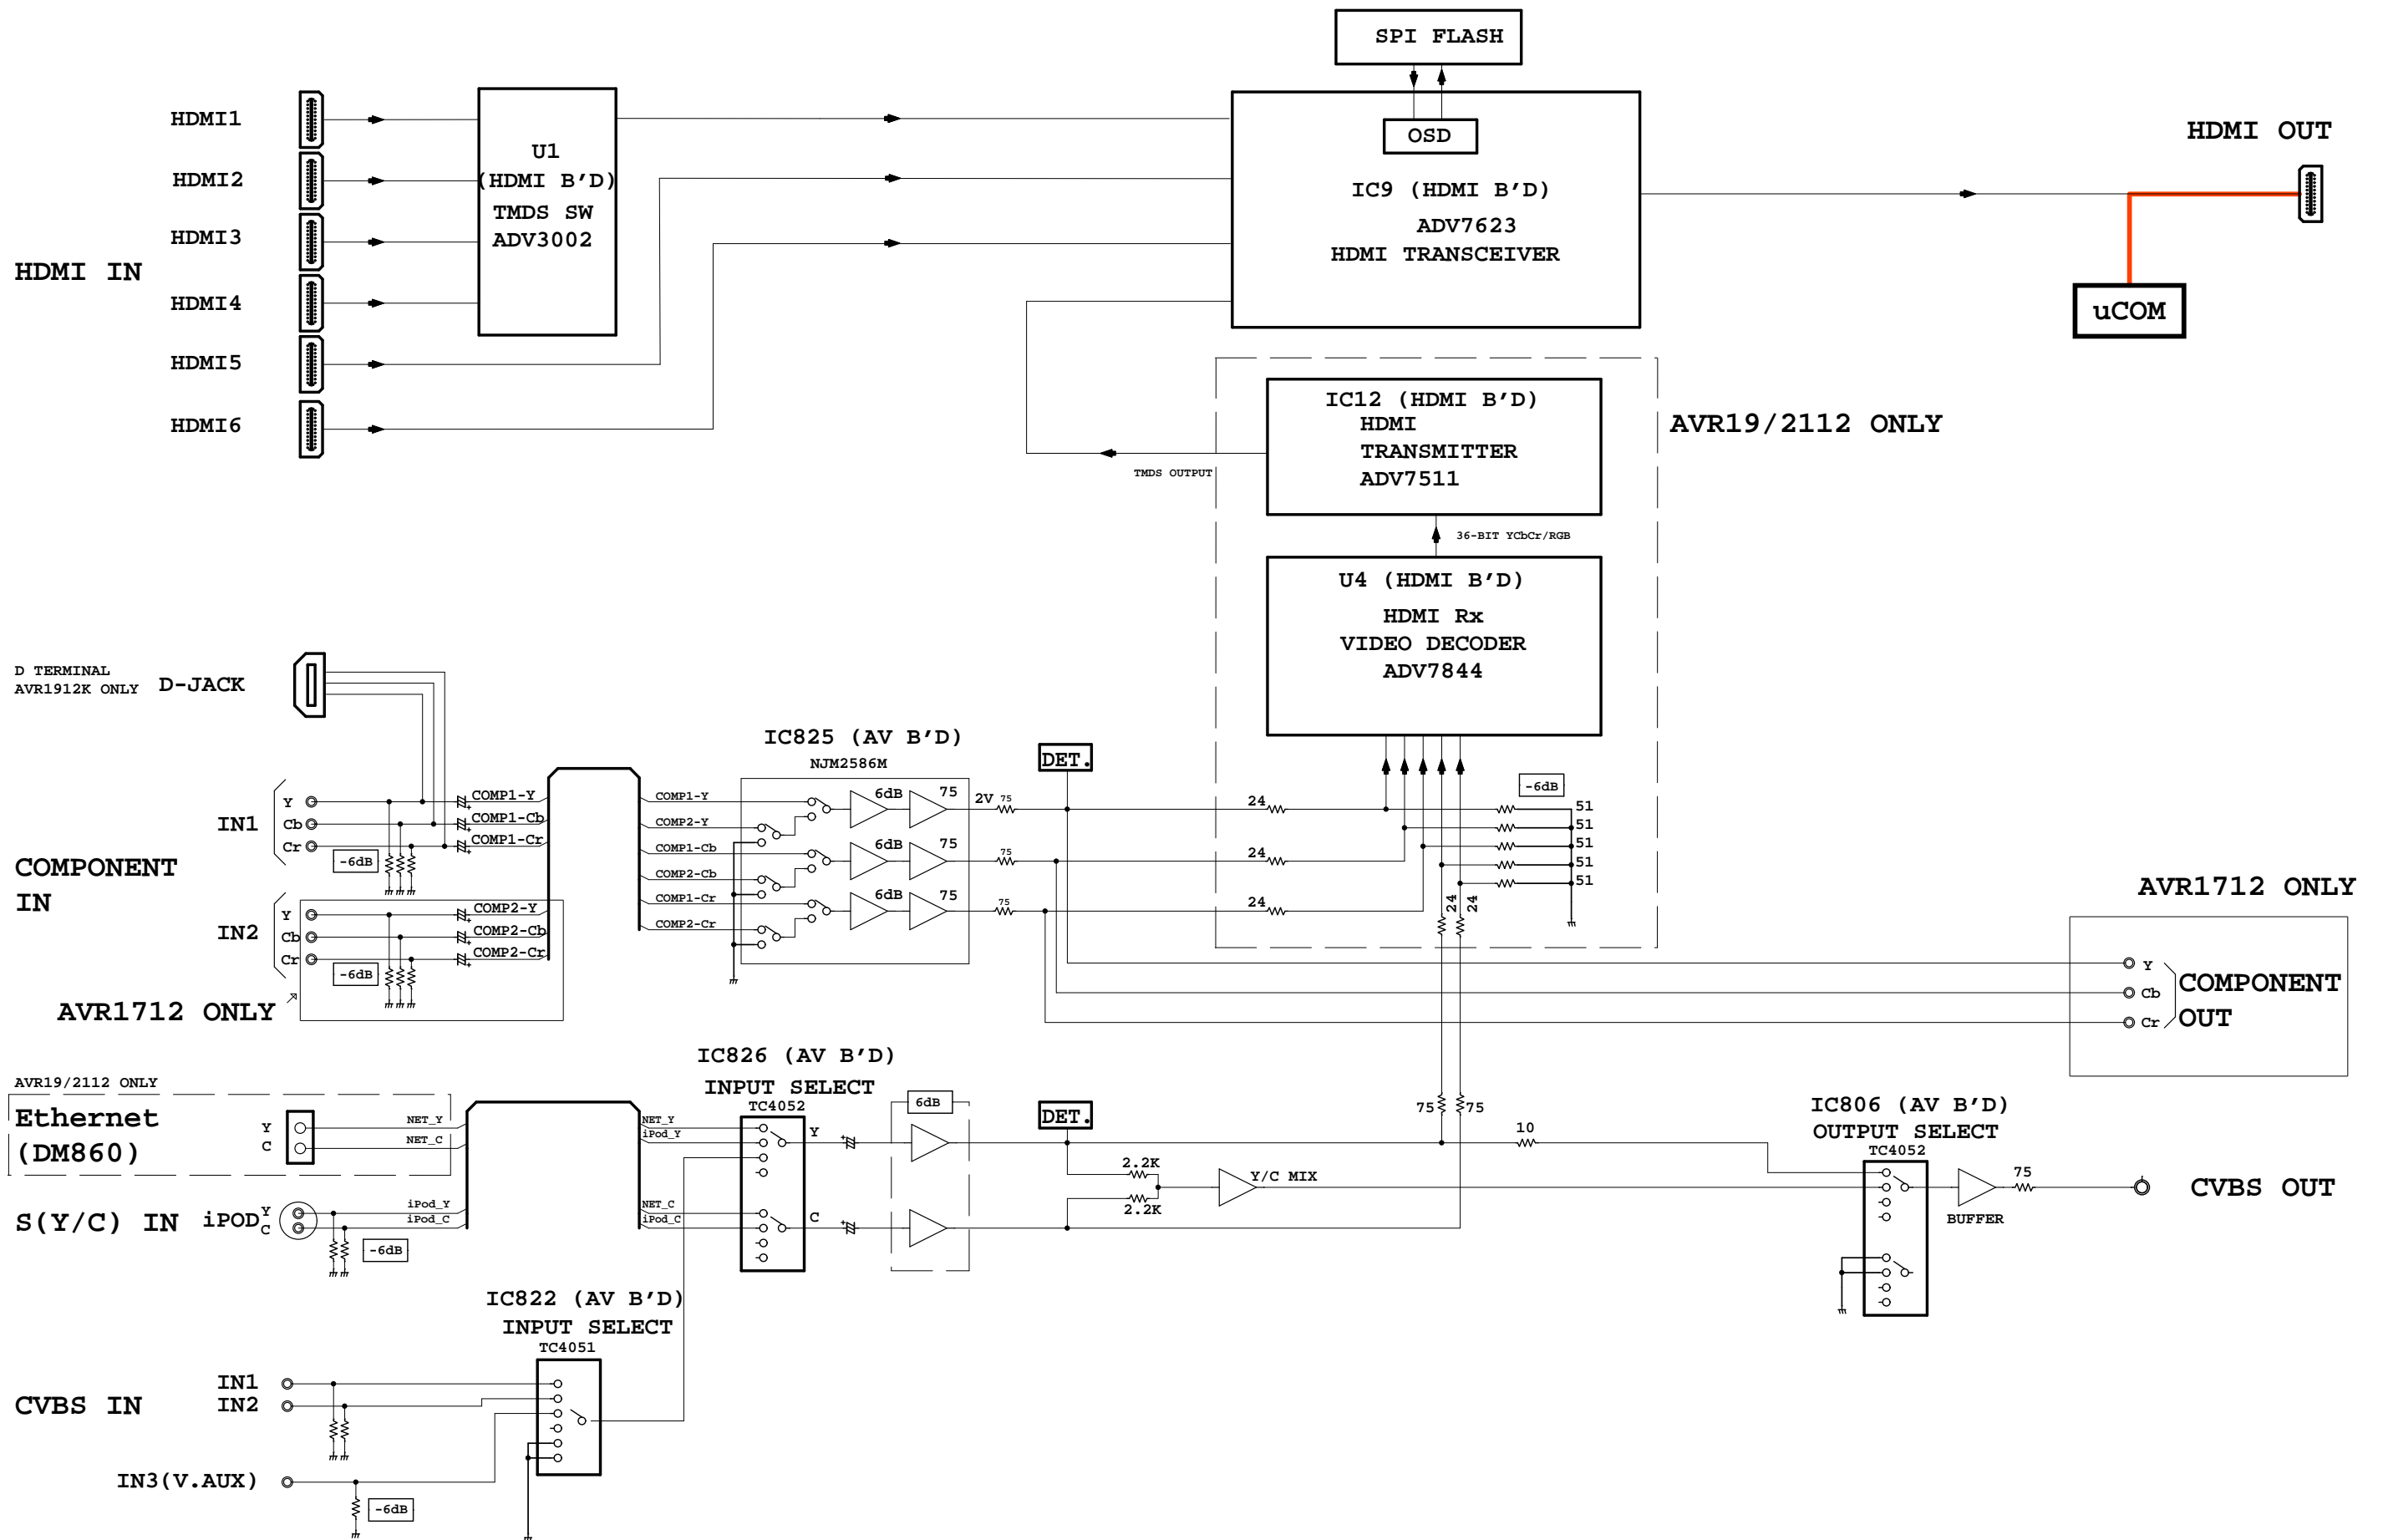 SPI FLASH
OSD
HDMI IN
HDMI1
HDMI2
HDMI3
HDMI4
HDMI5
HDMI6
U1
(HDMI B'D)
TMDS SW
ADV3002
IC9 (HDMI B'D)
ADV7623
HDMI TRANSCEIVER
HDMI OUT
uCOM
AVR19/2112 ONLY
IC12 (HDMI B'D)
HDMI
TRANSMITTER
ADV7511
TMDS OUTPUT
36-BIT YCbCr/RGB
U4 (HDMI B'D)
HDMI Rx
VIDEO DECODER
ADV7844
D TERMINAL
AVR1912K ONLY
D-JACK
COMPONENT
IN
IN1
Y
Cb
Cr
-6dB
COMP1-Y
COMP1-Cb
COMP1-Cr
IN2
Y
Cb
Cr
-6dB
COMP2-Y
COMP2-Cb
COMP2-Cr
AVR1712 ONLY
IC825 (AV B'D)
NJM2586M
COMP1-Y
COMP2-Y
COMP1-Cb
COMP2-Cb
COMP1-Cr
COMP2-Cr
6dB
75
6dB
75
6dB
75
2V
75
75
75
DET.
24
24
24
-6dB
51
51
51
51
51
24
24
AVR1712 ONLY
Y
Cb
Cr
COMPONENT
OUT
AVR19/2112 ONLY
Ethernet
(DM860)
Y
C
NET_Y
NET_C
S(Y/C) IN
iPOD
Y
C
iPod_Y
iPod_C
-6dB
IC826 (AV B'D)
INPUT SELECT
TC4052
NET_Y
iPod_Y
NET_C
iPod_C
Y
C
6dB
DET.
2.2K
2.2K
Y/C MIX
75
75
10
IC806 (AV B'D)
OUTPUT SELECT
TC4052
BUFFER
75
CVBS OUT
IC822 (AV B'D)
INPUT SELECT
TC4051
CVBS IN
IN1
IN2
IN3(V.AUX)
-6dB